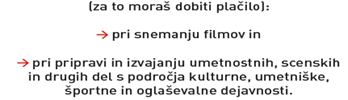 (za to moraš dobiti plačilo):
→ pri snemanju filmov in
→ pri pripravi in izvajanju umetnostnih, scenskih
in drugih del s področja kulturne, umetniške,
športne in oglaševalne dejavnosti.